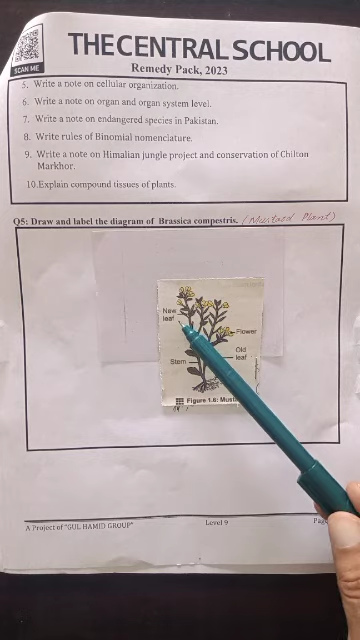 SCAN ME
THE CENTRAL SCHOOL
Remedy Pack, 2023
5. Write a note on cellular organization.
6. Write a note on organ and organ system level.
7. Write a note on endangered species in Pakistan.
8. Write rules of Binomial nomenclature.
9. Write a note on Himalian jungle project and conservation of Chilton
Markhor.
10.Explain compound tissues of plants.
Q5: Draw and label the diagram of Brassica compestris. (Mustard Plant)
New
leaf
Flower
Old
leaf
Stem
Figure 1.6: Musta
A Project of "GUL HAMID GROUP"
Level 9
Pag